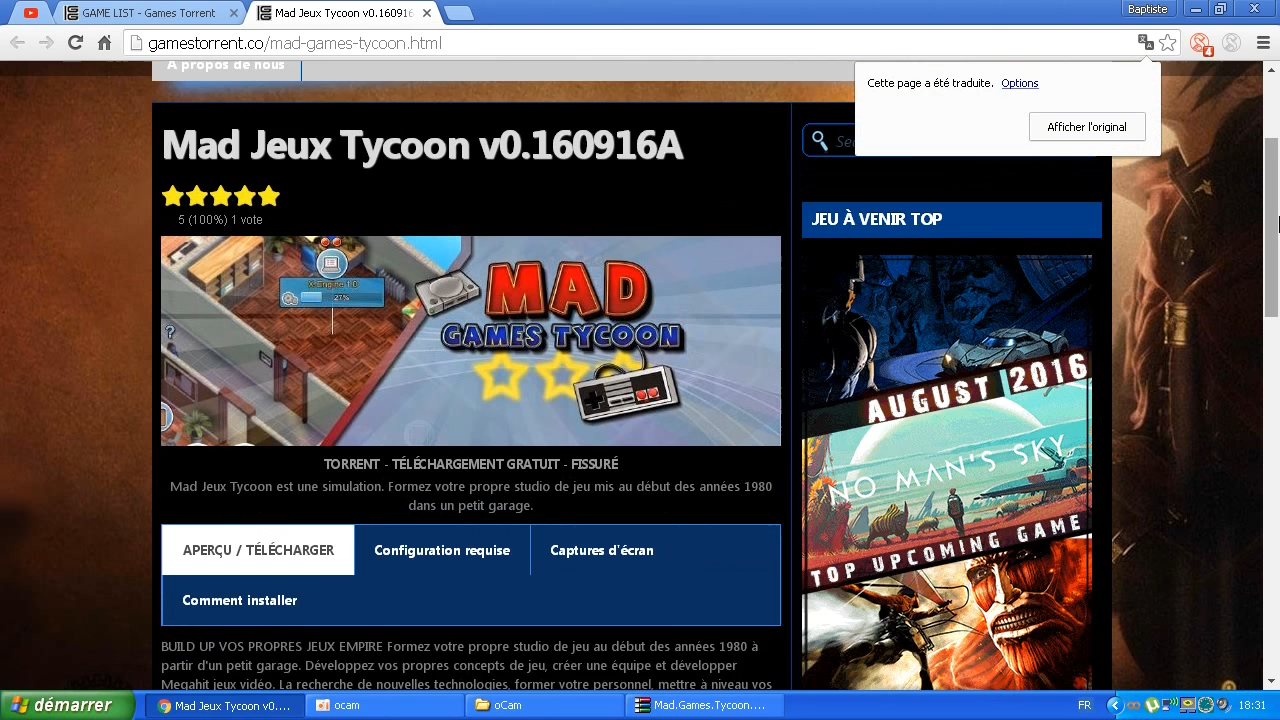 GAME LIST - Games Torrent
Mad Jeux Tycoon v0.160916
Baptiste
gamestorrent.co/mad-games-tycoon.html
4
A propos de nous
Cette page a été traduite. Options
Afficher l'original
Mad Jeux Tycoon v0.160916A
5 (100%) 1 vote
X-Engine 1.0
27%
?
MAD
GAMES TYCOON
TORRENT - TÉLÉCHARGEMENT GRATUIT - FISSURÉ
Mad Jeux Tycoon est une simulation. Formez votre propre studio de jeu mis au début des années 1980
dans un petit garage.
APERÇU / TÉLÉCHARGER
Configuration requise
Captures d'écran
Comment installer
BUILD UP VOS PROPRES JEUX EMPIRE Formez votre propre studio de jeu au début des années 1980 à
partir d'un petit garage. Développez vos propres concepts de jeu, créer une équipe et développer
Megahit jeux vidéo. La recherche de nouvelles technologies, former votre personnel, mettre à niveau vos
JEU À VENIR TOP
AUGUST 2016
NO MAN'S SKY
TOP UPCOMING GAME
démarrer
Mad Jeux Tycoon v0....
ocam
oCam
Mad.Games.Tycoon....
FR
18:31